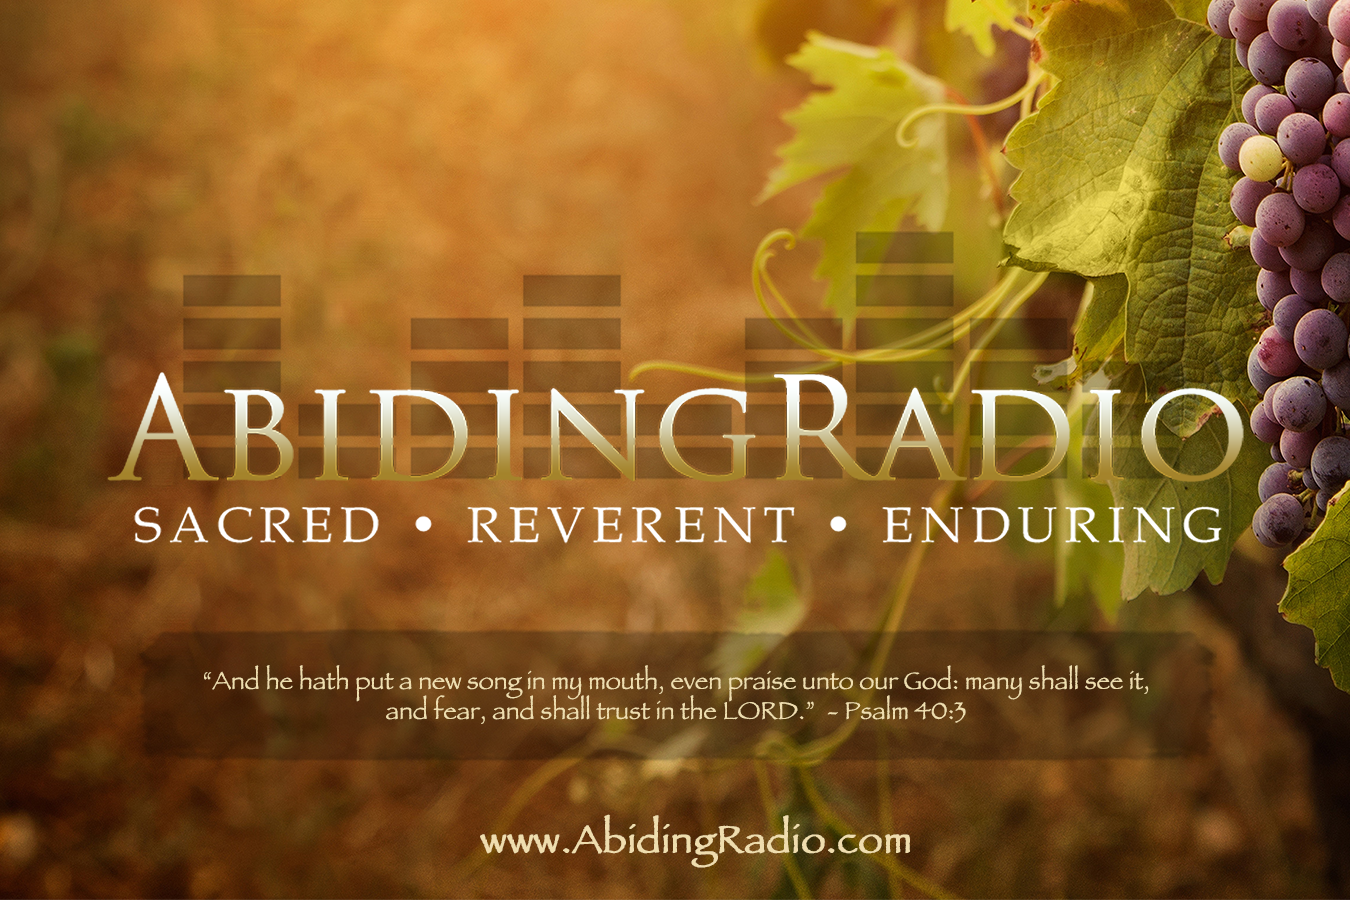 ABIDINGRADIO
SACRED • REVERENT • ENDURING
“And he hath put a new song in my mouth, even praise unto our God: many shall see it,
and fear, and shall trust in the LORD.” - Psalm 40:3
www.AbidingRadio.com